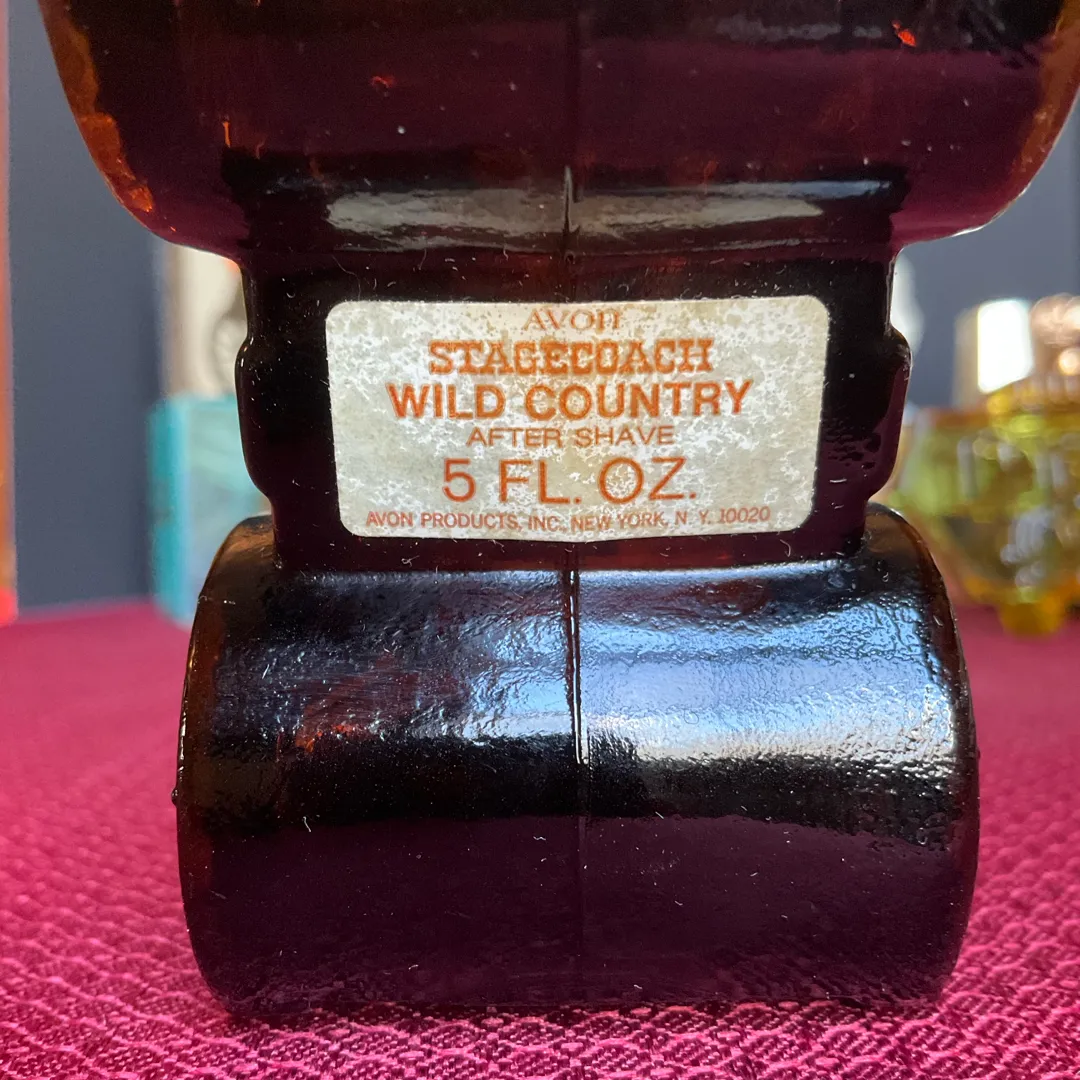 AVON
STAGECOACH
WILD COUNTRY
AFTER SHAVE
5 FL. OZ.
AVON PRODUCTS, INC. NEW YORK, N. Y. 10020